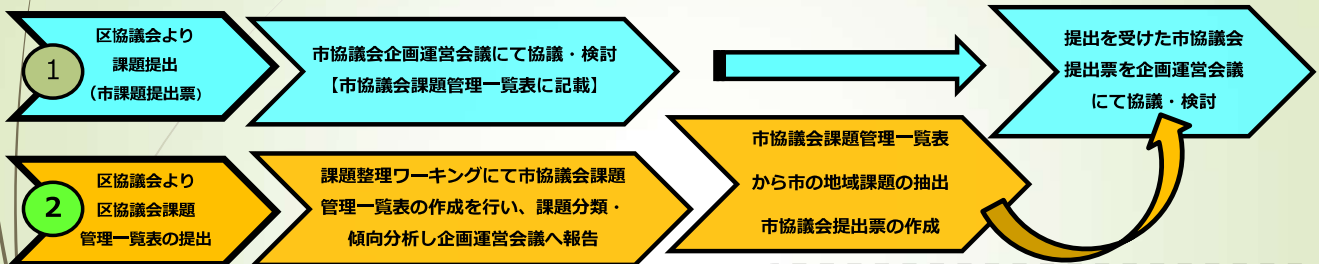 1
区協議会より
課題提出
（市課題提出票）
市協議会企画運営会議にて協議・検討
【市協議会課題管理一覧表に記載】
提出を受けた市協議会
提出票を企画運営会議
にて協議・検討
2
区協議会より
区協議会課題
管理一覧表の提出
課題整理ワーキングにて市協議会課題
管理一覧表の作成を行い、課題分類・
傾向分析し企画運営会議へ報告
市協議会課題管理一覧表
から市の地域課題の抽出
市協議会提出票の作成